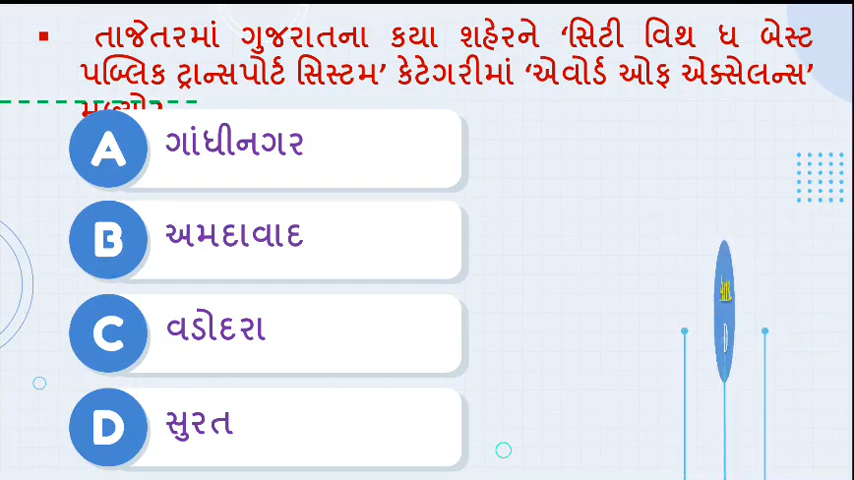 ▪ તાજેતરમાં ગુજરાતના કયા શહેરને ‘સિટી વિથ ધ બેસ્ટ
પબ્લિક ટ્રાન્સપોર્ટ સિસ્ટમ’ કેટેગરીમાં ‘એવોર્ડ ઓફ એક્સેલન્સ’
A ગાંધીનગર
B અમદાવાદ
C વડોદરા
D સુરત